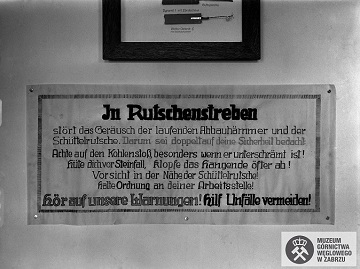 In Rutschenstreben
stört das Geräusch der laufenden Abbauhämmer und der
Schüttelrutsche. Darum sei doppelt auf deine Sicherheit bedacht.
Achte auf den Kohlenstoß, besonders wenn er unterschrämt ist!
Hüte dich vor Steinfall, Klopfe das Hangende öfter ab!
Vorsicht in der Nähe der Schüttelrutsche!
Halte Ordnung an deiner Arbeitsstelle!
Hör auf unsere Warnungen! Hilf Unfälle vermeiden!
MUZEUM
GÓRNICTWA
WĘGLOWEGO
W ZABRZU